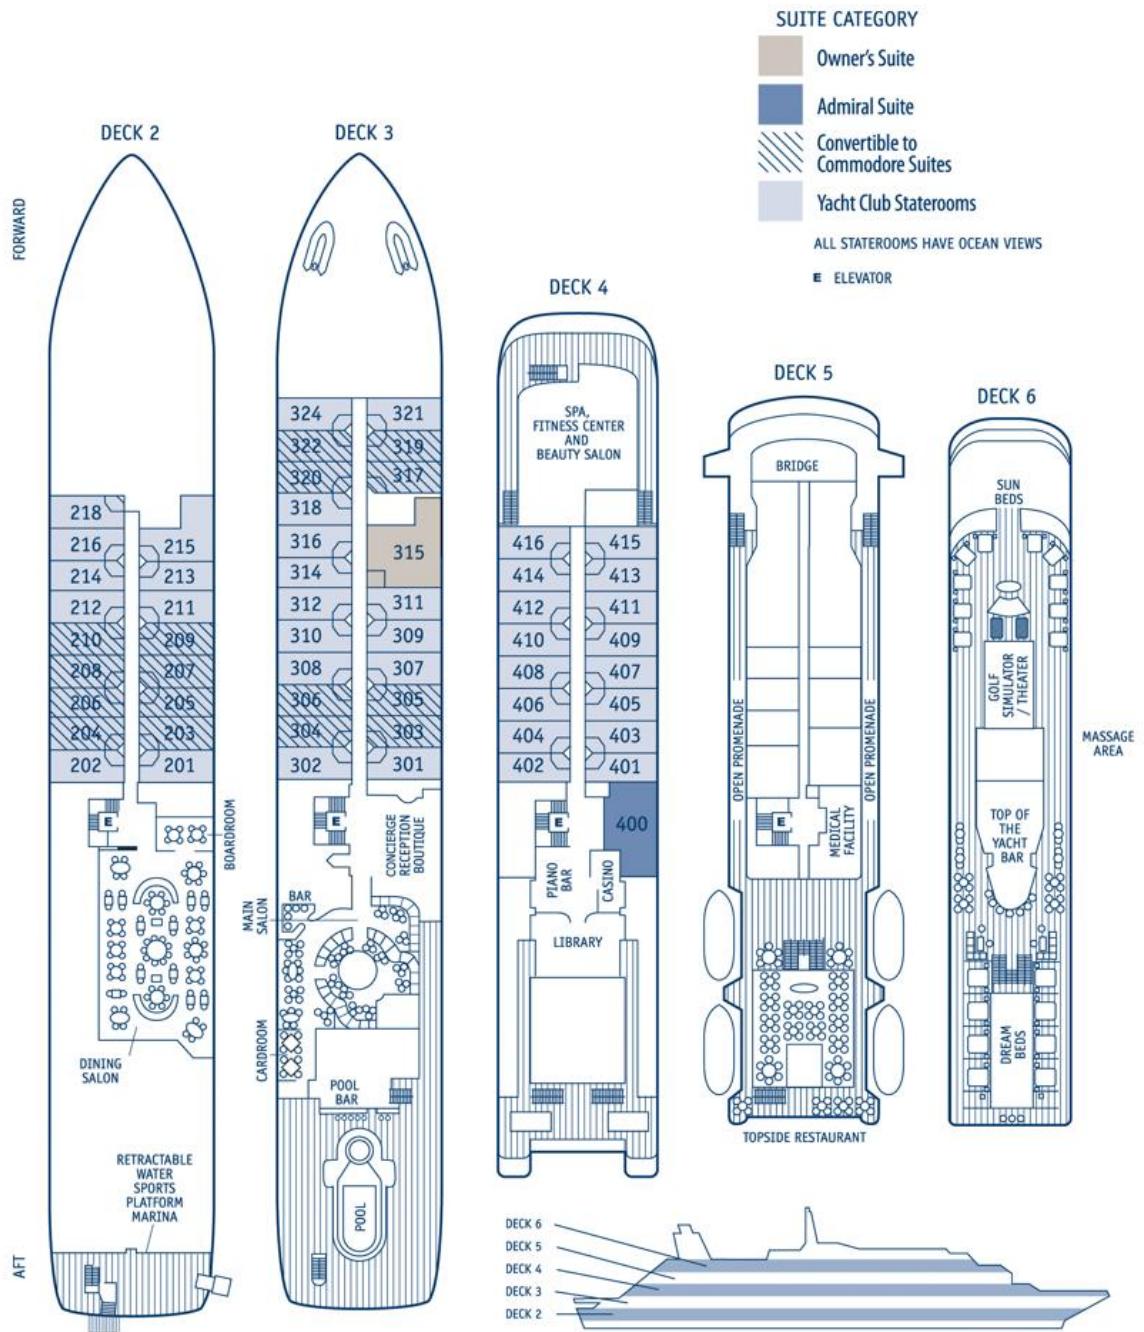 SUITE CATEGORY
Owner's Suite
Admiral Suite
Convertible to
Commodore Suites
Yacht Club Staterooms
ALL STATEROOMS HAVE OCEAN VIEWS
E ELEVATOR
FORWARD
AFT
DECK 2
218
216 215
214 213
212 211
210 209
208 207
206 205
204 203
202 201
E
BOARDROOM
DINING
SALON
RETRACTABLE
WATER
SPORTS
PLATFORM
MARINA
DECK 3
324 321
322 319
320 317
318
316 315
314
312 311
310 309
308 307
306 305
304 303
302 301
E
CONCIERGE
RECEPTION
BOUTIQUE
MAIN
SALON
BAR
CARDROOM
POOL
BAR
POOL
DECK 4
SPA,
FITNESS CENTER
AND
BEAUTY SALON
416 415
414 413
412 411
410 409
408 407
406 405
404 403
402 401
E
400
PIANO
BAR
CASINO
LIBRARY
DECK 5
BRIDGE
OPEN PROMENADE
OPEN PROMENADE
E
MEDICAL
FACILITY
TOPSIDE RESTAURANT
DECK 6
SUN
BEDS
GOLF
SIMULATOR
/ THEATER
MASSAGE
AREA
TOP OF
THE
YACHT
BAR
DREAM
BEDS
DECK 6
DECK 5
DECK 4
DECK 3
DECK 2